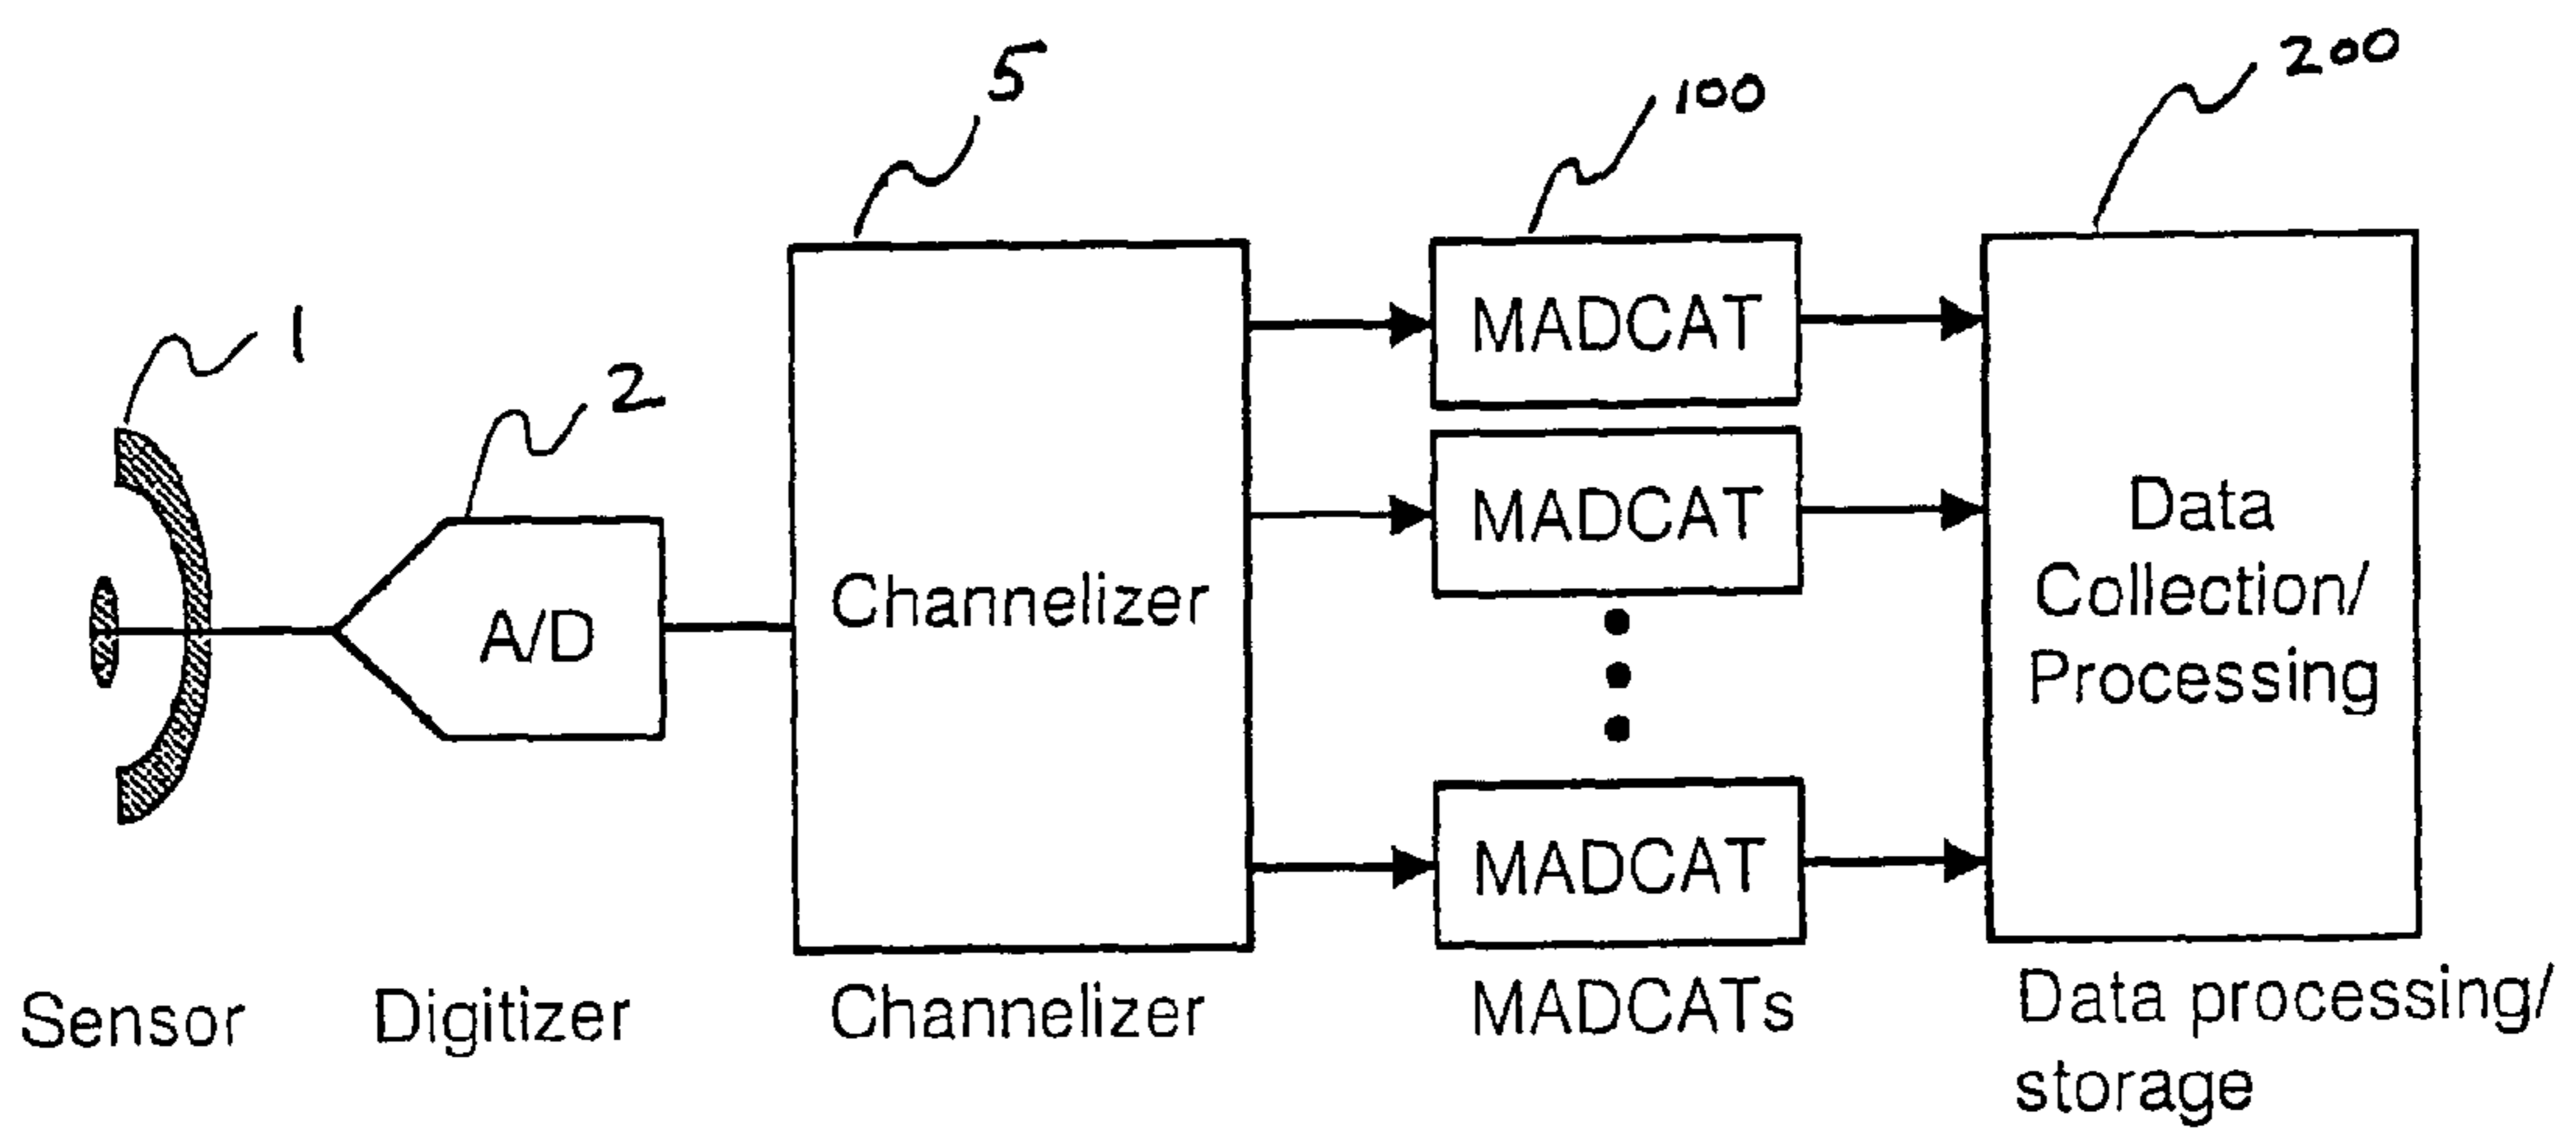 5
100
200
1
2
A/D
Channelizer
MADCAT
MADCAT
MADCAT
Data
Collection/
Processing
Sensor
Digitizer
Channelizer
MADCATs
Data processing/
storage